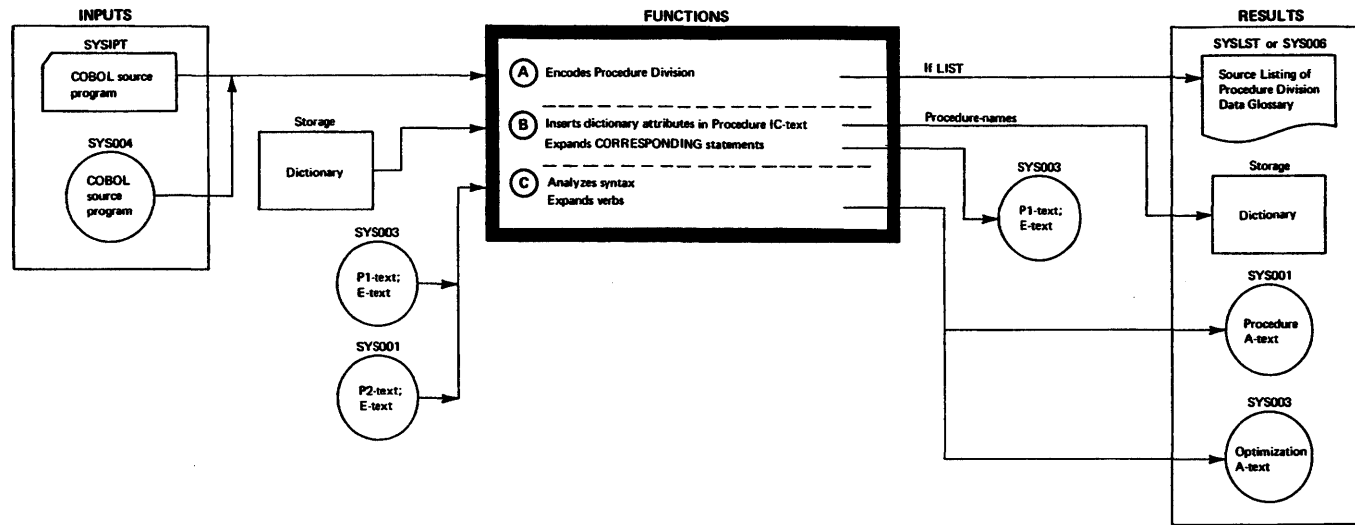 INPUTS
SYSIPT
COBOL source
program
SYS004
COBOL
source
program
Storage
Dictionary
SYS003
P1-text;
E-text
SYS001
P2-text;
E-text
FUNCTIONS
A Encodes Procedure Division
B Inserts dictionary attributes in Procedure IC-text
Expands CORRESPONDING statements
C Analyzes syntax
Expands verbs
If LIST
Procedure-names
SYS003
P1-text;
E-text
RESULTS
SYSLST or SYS006
Source Listing of
Procedure Division
Data Glossary
Storage
Dictionary
SYS001
Procedure
A-text
SYS003
Optimization
A-text